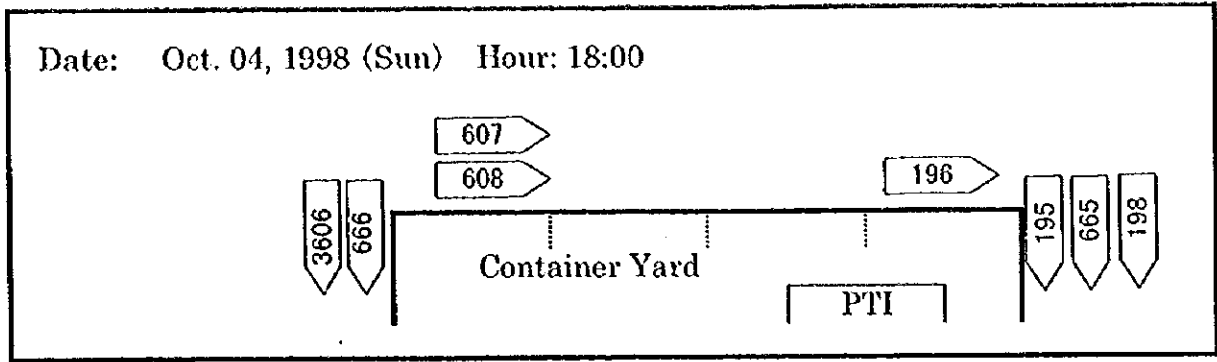 Date: Oct. 04, 1998 (Sun) Hour: 18:00
607
608
196
3606
666
195
665
198
Container Yard
PTI